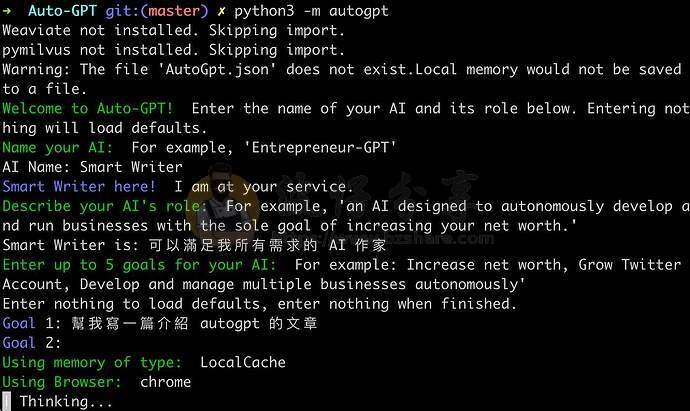 ➜ Auto-GPT git:(master) ✗ python3 -m autogpt
Weaviate not installed. Skipping import.
pymilvus not installed. Skipping import.
Warning: The file 'AutoGpt.json' does not exist.Local memory would not be saved
to a file.
Welcome to Auto-GPT!  Enter the name of your AI and its role below. Entering not
hing will load defaults.
Name your AI:  For example, 'Entrepreneur-GPT'
AI Name: Smart Writer
Smart Writer here!  I am at your service.
Describe your AI's role:  For example, 'an AI designed to autonomously develop a
nd run businesses with the sole goal of increasing your net worth.'
Smart Writer is: 可以滿足我所有需求的 AI 作家
Enter up to 5 goals for your AI:  For example: Increase net worth, Grow Twitter
Account, Develop and manage multiple businesses autonomously'
Enter nothing to load defaults, enter nothing when finished.
Goal 1: 幫我寫一篇介紹 autogpt 的文章
Goal 2:
Using memory of type:  LocalCache
Using Browser:  chrome
| Thinking...